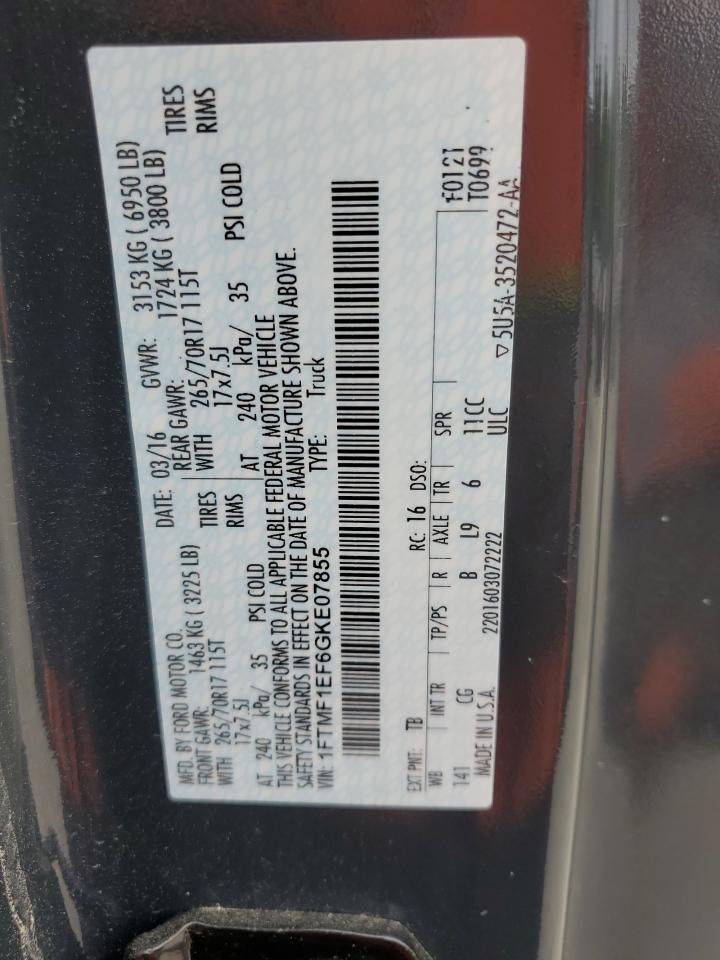 MFD. BY FORD MOTOR CO.
DATE: 03/16 GVWR: 3153 KG ( 6950 LB)
FRONT GAWR: 1463 KG ( 3225 LB)
REAR GAWR: 1724 KG ( 3800 LB)
WITH 265/70R17 115T TIRES
WITH 265/70R17 115T TIRES
17x7.5J RIMS
17x7.5J RIMS
AT 240 kPa/ 35 PSI COLD
AT 240 kPa/ 35 PSI COLD
THIS VEHICLE CONFORMS TO ALL APPLICABLE FEDERAL MOTOR VEHICLE
SAFETY STANDARDS IN EFFECT ON THE DATE OF MANUFACTURE SHOWN ABOVE.
VIN: 1FTMF1EF6GKE07855 TYPE: Truck
F0121
T0699
EXT PNT: TB RC: 16 DSO:
WB INT TR TP/PS R AXLE TR SPR
141 CG B L9 6 11CC
MADE IN U.S.A. 2201603072222 ULC
▽5U5A-3520472-AA